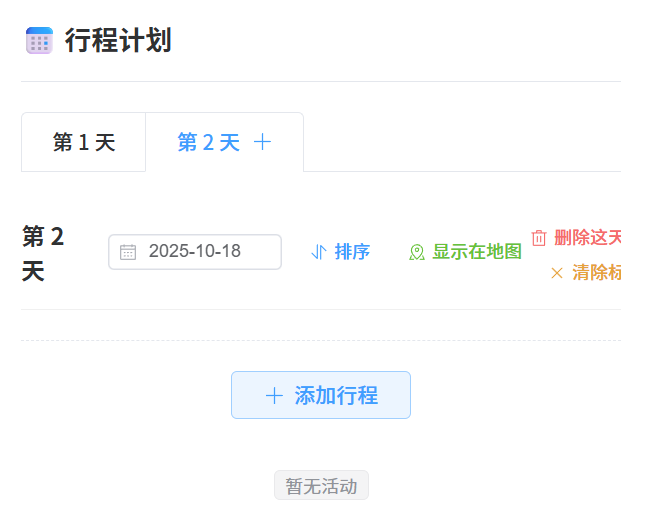 行程计划
第 1 天 第 2 天
第 2 天
2025-10-18 排序 显示在地图 删除这天
清除标
添加行程
暂无活动